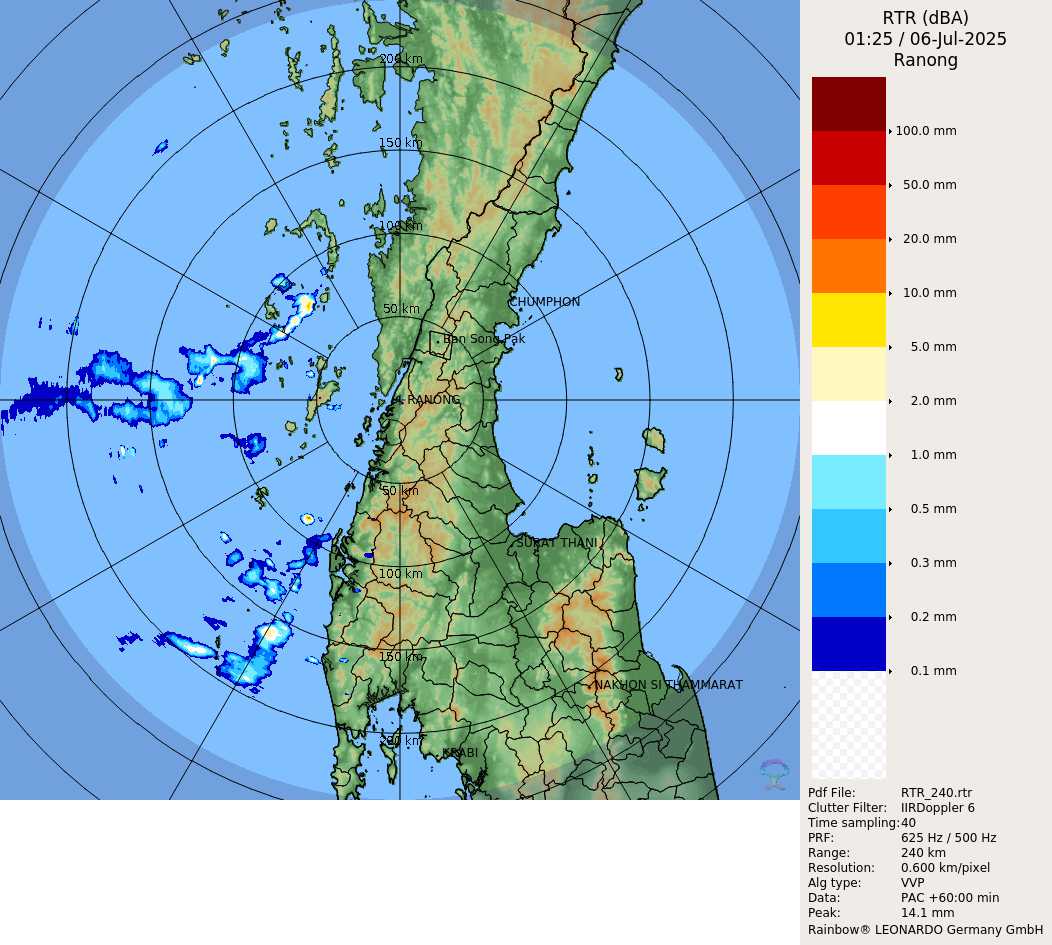 RTR (dBA)
01:25 / 06-Jul-2025
Ranong
200 km
150 km
100 km
50 km
CHUMPHON
Ban Song Pak
RANONG
50 km
SURAT THANI
100 km
150 km
NAKHON SI THAMMARAT
200 km
KRABI
100.0 mm
50.0 mm
20.0 mm
10.0 mm
5.0 mm
2.0 mm
1.0 mm
0.5 mm
0.3 mm
0.2 mm
0.1 mm
Pdf File: RTR_240.rtr
Clutter Filter: IIRDoppler 6
Time sampling:40
PRF: 625 Hz / 500 Hz
Range: 240 km
Resolution: 0.600 km/pixel
Alg type: VVP
Data: PAC +60:00 min
Peak: 14.1 mm
Rainbow® LEONARDO Germany GmbH